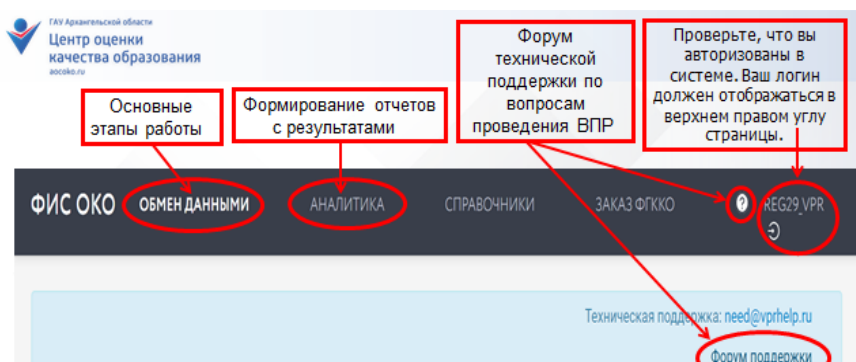 ГАУ Архангельской области
Центр оценки
качества образования
aocoko.ru
Основные
этапы работы
Формирование отчетов
с результатами
Форум
технической
поддержки по
вопросам
проведения ВПР
Проверьте, что вы
авторизованы в
системе. Ваш логин
должен отображаться в
верхнем правом углу
страницы.
ФИС ОКО ОБМЕН ДАННЫМИ АНАЛИТИКА СПРАВОЧНИКИ ЗАКАЗ ФГККО ? REG29_VPR
Техническая поддержка: need@vprhelp.ru
Форум поддержки